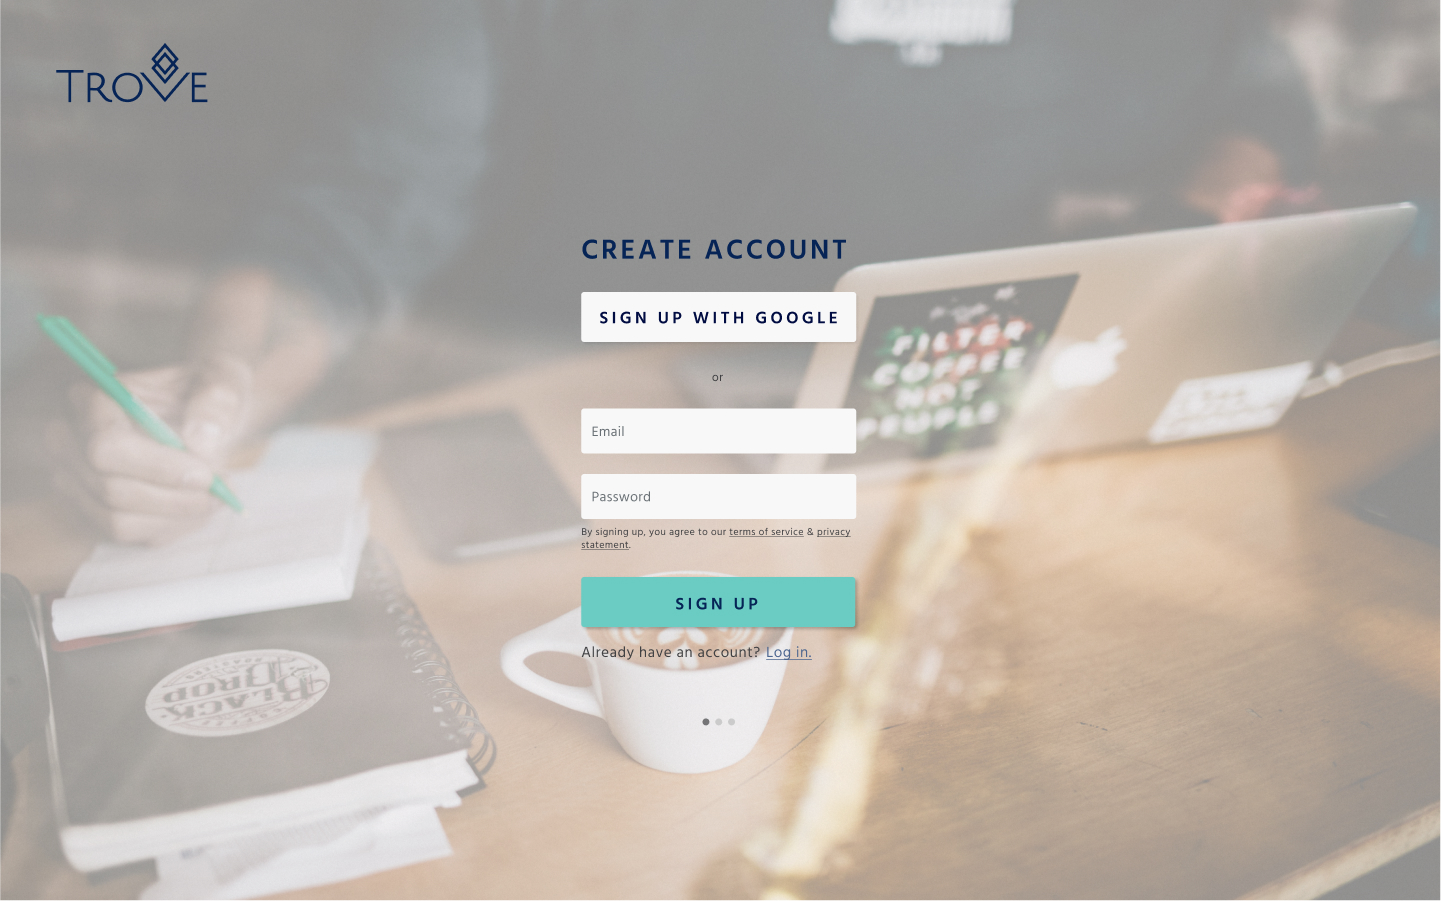 TROVE
CREATE ACCOUNT
SIGN UP WITH GOOGLE
or
Email
Password
By signing up, you agree to our terms of service & privacy
statement.
SIGN UP
Already have an account? Log in.
FILTER
COFFEE
NOT
PEOPLE
BLACK
DROP